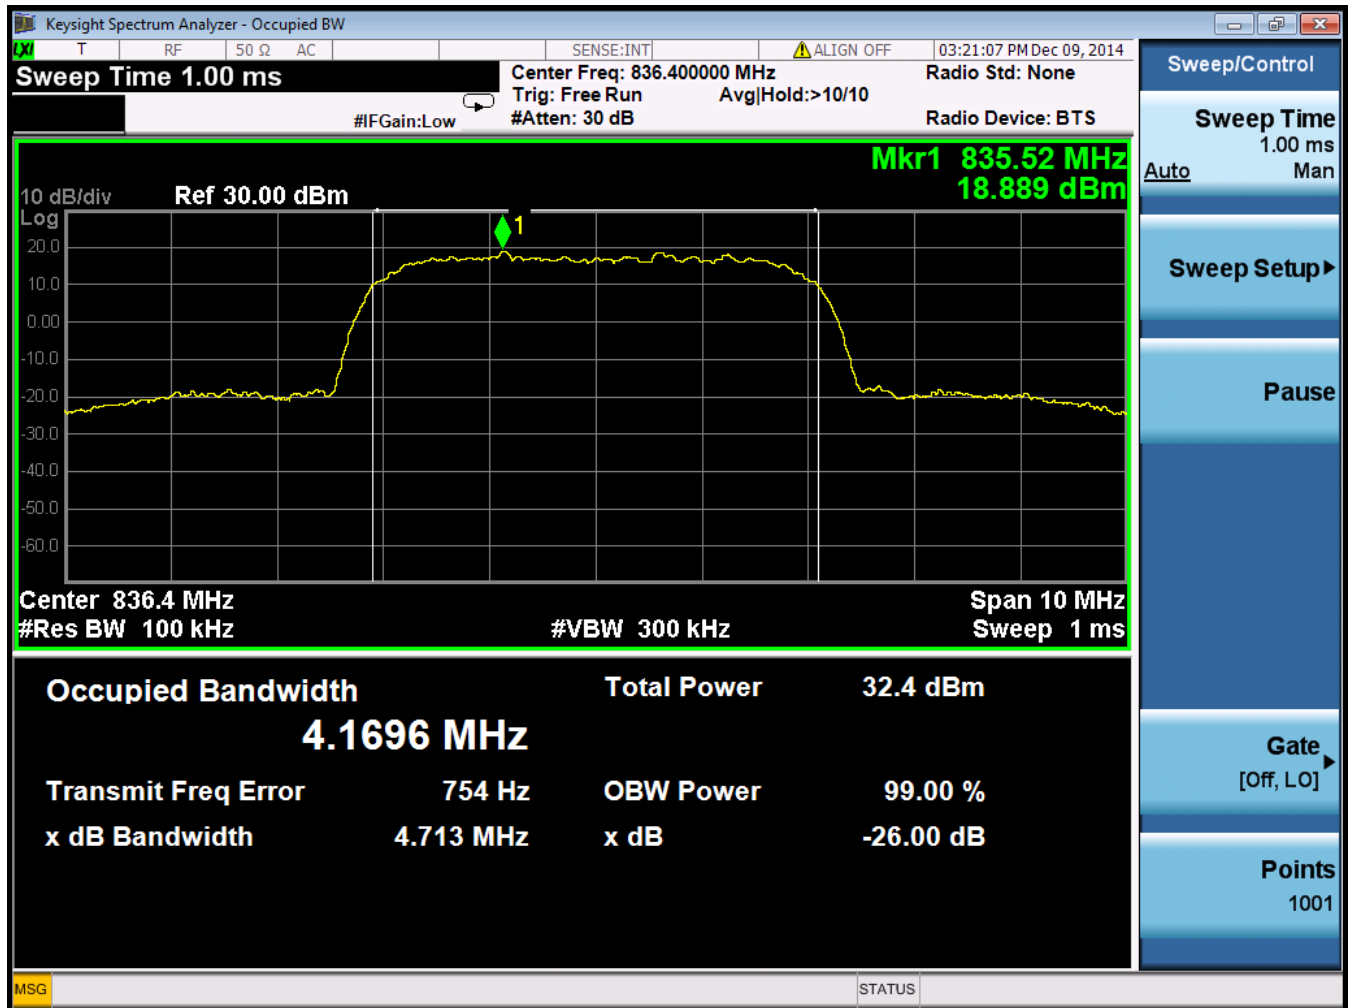 Keysight Spectrum Analyzer - Occupied BW
LXI T RF 50 Ω AC SENSE:INT ALIGN OFF 03:21:07 PM Dec 09, 2014
Sweep Time 1.00 ms
Center Freq: 836.400000 MHz Radio Std: None
Trig: Free Run Avg|Hold:>10/10
#IFGain:Low #Atten: 30 dB Radio Device: BTS
Mkr1 835.52 MHz
18.889 dBm
10 dB/div Ref 30.00 dBm
Log
1
20.0
10.0
0.00
-10.0
-20.0
-30.0
-40.0
-50.0
-60.0
Center 836.4 MHz Span 10 MHz
#Res BW 100 kHz #VBW 300 kHz Sweep 1 ms
Occupied Bandwidth Total Power 32.4 dBm
4.1696 MHz
Transmit Freq Error 754 Hz OBW Power 99.00 %
x dB Bandwidth 4.713 MHz x dB -26.00 dB
Sweep/Control
Sweep Time
1.00 ms
Auto Man
Sweep Setup
Pause
Gate
[Off, LO]
Points
1001
MSG STATUS